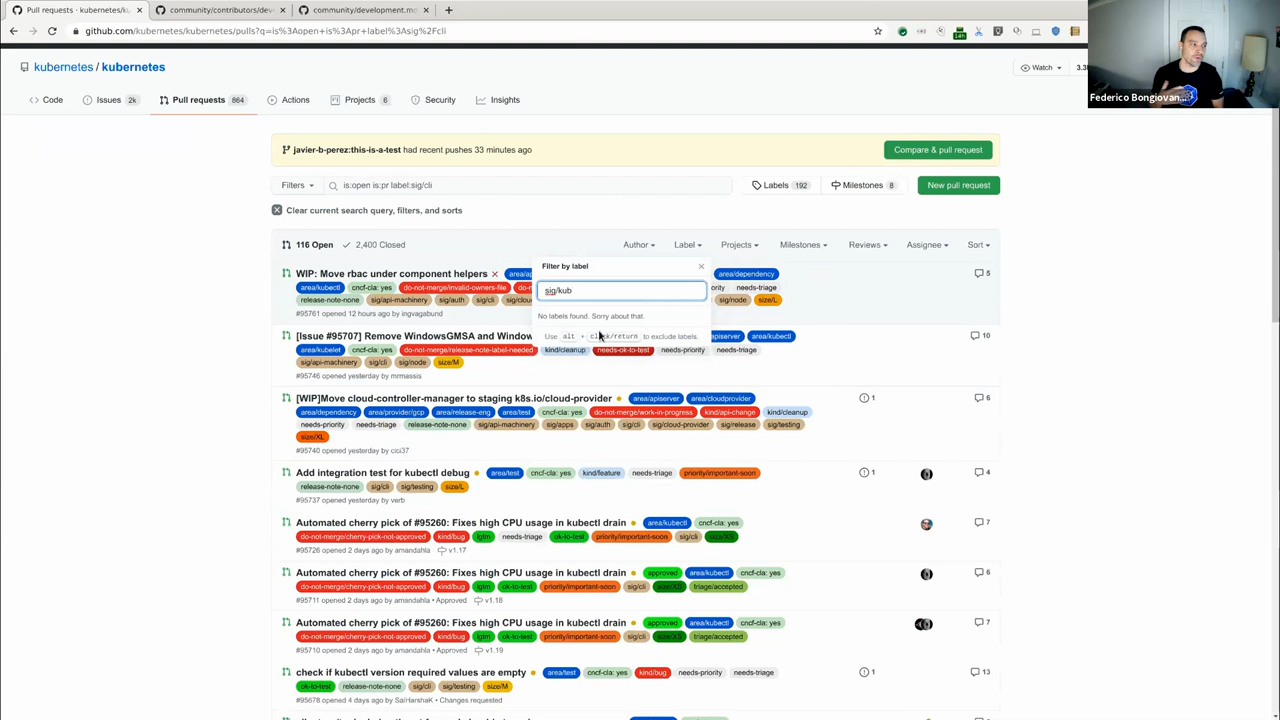 Pull requests · kubernetes/ku
community/contributors/dev
community/development.md
github.com/kubernetes/kubernetes/pulls?q=is%3Aopen+is%3Apr+label%3Asig%2Fcli
14h
kubernetes / kubernetes
Watch
3.3
Federico Bongiovan...
Code
Issues 2k
Pull requests 864
Actions
Projects 6
Security
Insights
javier-b-perez:this-is-a-test had recent pushes 33 minutes ago
Compare & pull request
Filters
is:open is:pr label:sig/cli
Labels 192
Milestones 8
New pull request
Clear current search query, filters, and sorts
116 Open
2,400 Closed
Author
Label
Projects
Milestones
Reviews
Assignee
Sort
Filter by label
sig/kub
No labels found. Sorry about that.
Use alt + click/return to exclude labels.
WIP: Move rbac under component helpers
area/dependency
5
area/kubectl cncf-cla: yes do-not-merge/invalid-owners-file needs-triage
release-note-none sig/api-machinery sig/auth sig/cli sig/node size/L
#95761 opened 12 hours ago by ingvagabund
[Issue #95707] Remove WindowsGMSA and Window
area/kubectl
10
area/kubelet cncf-cla: yes do-not-merge/release-note-label-needed kind/cleanup needs-ok-to-test needs-priority needs-triage
sig/api-machinery sig/cli sig/node size/M
#95746 opened yesterday by mrmassis
[WIP]Move cloud-controller-manager to staging k8s.io/cloud-provider area/apiserver area/cloudprovider
1
6
area/dependency area/provider/gcp area/release-eng area/test cncf-cla: yes do-not-merge/work-in-progress kind/api-change kind/cleanup
needs-priority needs-triage release-note-none sig/api-machinery sig/apps sig/auth sig/cli sig/cloud-provider sig/release sig/testing
size/XL
#95740 opened yesterday by cici37
Add integration test for kubectl debug area/test cncf-cla: yes kind/feature needs-triage priority/important-soon
1
4
release-note-none sig/cli sig/testing size/L
#95737 opened yesterday by verb
Automated cherry pick of #95260: Fixes high CPU usage in kubectl drain area/kubectl cncf-cla: yes
7
do-not-merge/cherry-pick-not-approved kind/bug lgtm needs-triage ok-to-test priority/important-soon sig/cli size/XS
#95726 opened 2 days ago by amandahla v1.17
Automated cherry pick of #95260: Fixes high CPU usage in kubectl drain approved area/kubectl cncf-cla: yes
6
do-not-merge/cherry-pick-not-approved kind/bug lgtm ok-to-test priority/important-soon sig/cli size/XS triage/accepted
#95711 opened 2 days ago by amandahla • Approved v1.18
Automated cherry pick of #95260: Fixes high CPU usage in kubectl drain approved area/kubectl cncf-cla: yes
7
do-not-merge/cherry-pick-not-approved kind/bug lgtm ok-to-test priority/important-soon sig/cli size/XS triage/accepted
#95710 opened 2 days ago by amandahla • Approved v1.19
check if kubectl version required values are empty area/test cncf-cla: yes kind/bug needs-priority needs-triage
1
13
ok-to-test release-note-none sig/cli sig/testing size/M
#95678 opened 4 days ago by SaiHarshaK • Changes requested